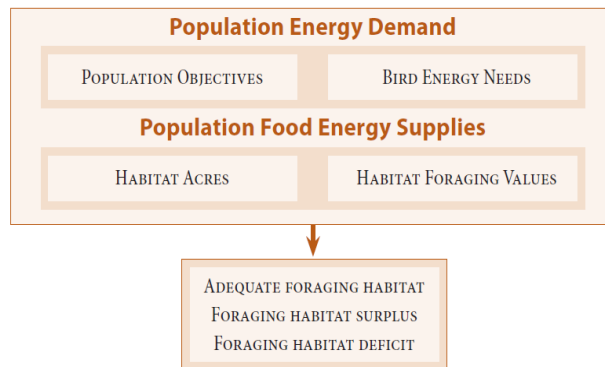 Population Energy Demand
Population Objectives Bird Energy Needs
Population Food Energy Supplies
Habitat Acres Habitat Foraging Values
Adequate foraging habitat
Foraging habitat surplus
Foraging habitat deficit